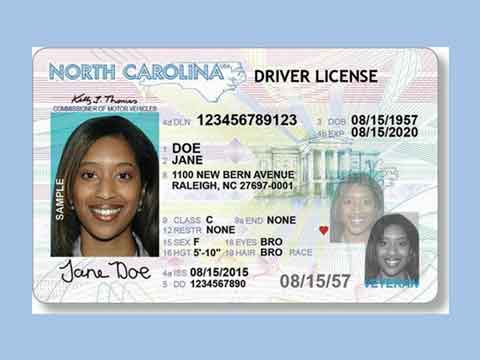 NORTH CAROLINA USA DRIVER LICENSE
Kelly J. Thomas
COMMISSIONER OF MOTOR VEHICLES
4d DLN 123456789123 3 DOB 08/15/1957
4b EXP 08/15/2020
1 DOE
2 JANE
8 1100 NEW BERN AVENUE
RALEIGH, NC 27697-0001
SAMPLE
9 CLASS C 9a END NONE
12 RESTR NONE
15 SEX F 18 EYES BRO
16 HGT 5'-10" 19 HAIR BRO RACE
Jane Doe
4a ISS 08/15/2015
5 DD 1234567890
08/15/57
VETERAN